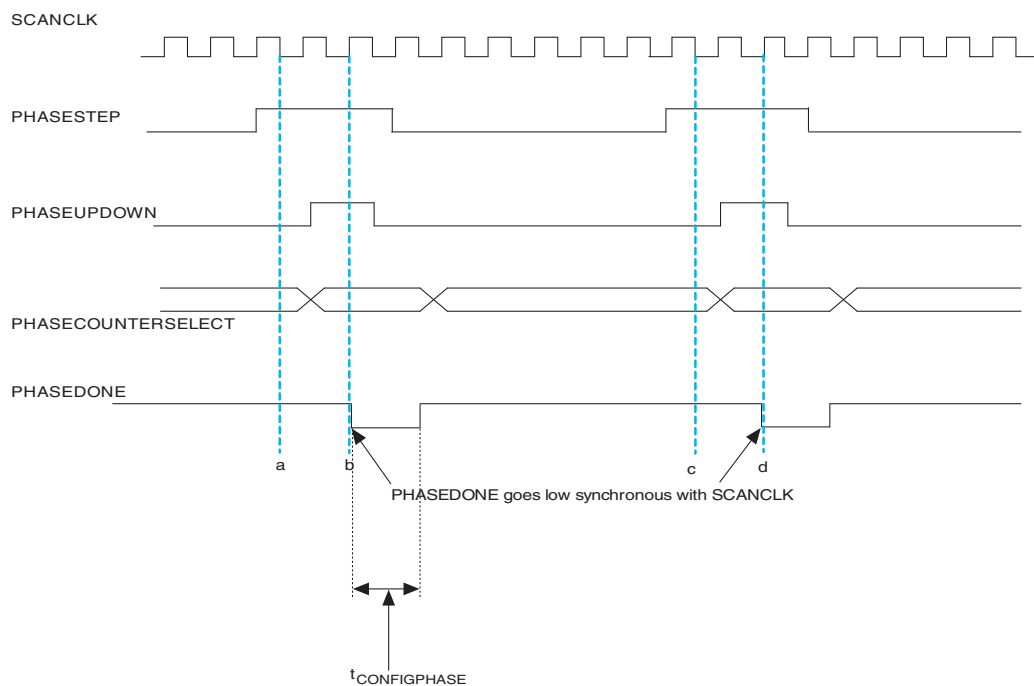 SCANCLK
PHASESTEP
PHASEUPDOWN
PHASECOUNTERSELECT
PHASEDONE
a b c d
PHASEDONE goes low synchronous with SCANCLK
tCONFIGPHASE